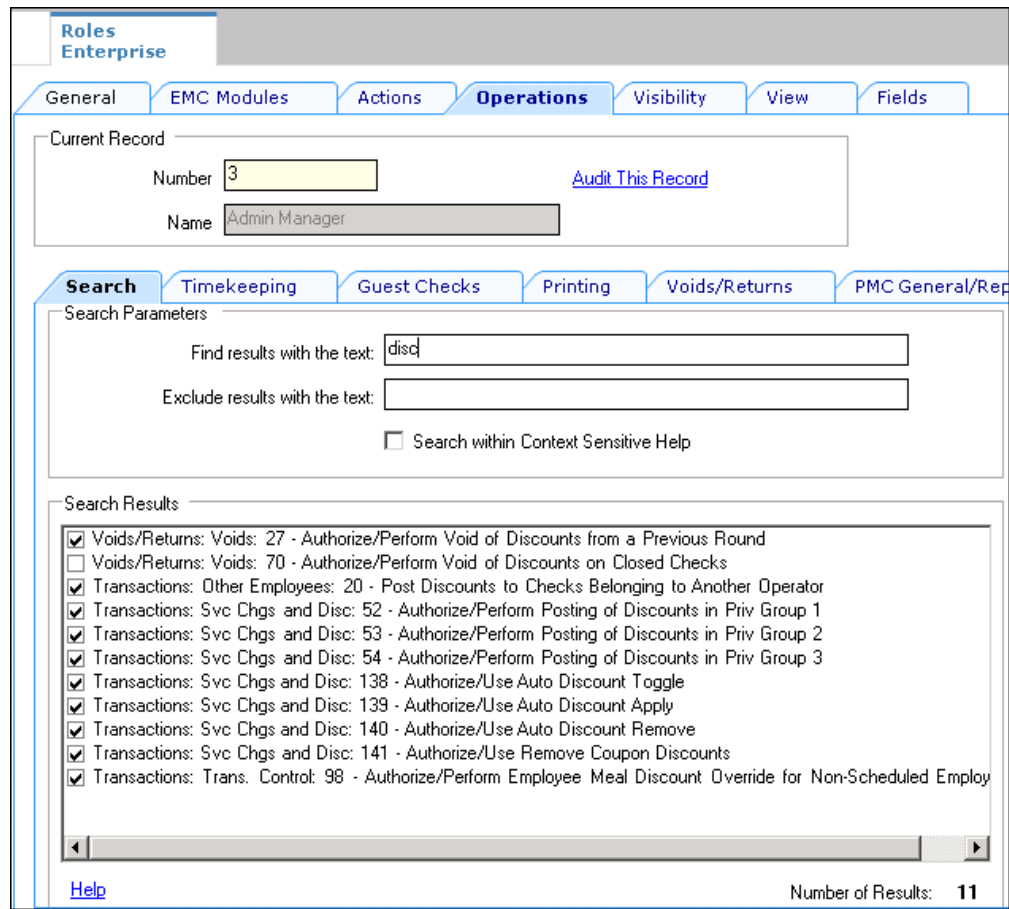 Roles
Enterprise
General EMC Modules Actions Operations Visibility View Fields
Current Record
Number 3 Audit This Record
Name Admin Manager
Search Timekeeping Guest Checks Printing Voids/Returns PMC General/Rep
Search Parameters
Find results with the text: disc
Exclude results with the text:
Search within Context Sensitive Help
Search Results
Voids/Returns: Voids: 27 - Authorize/Perform Void of Discounts from a Previous Round
Voids/Returns: Voids: 70 - Authorize/Perform Void of Discounts on Closed Checks
Transactions: Other Employees: 20 - Post Discounts to Checks Belonging to Another Operator
Transactions: Svc Chgs and Disc: 52 - Authorize/Perform Posting of Discounts in Priv Group 1
Transactions: Svc Chgs and Disc: 53 - Authorize/Perform Posting of Discounts in Priv Group 2
Transactions: Svc Chgs and Disc: 54 - Authorize/Perform Posting of Discounts in Priv Group 3
Transactions: Svc Chgs and Disc: 138 - Authorize/Use Auto Discount Toggle
Transactions: Svc Chgs and Disc: 139 - Authorize/Use Auto Discount Apply
Transactions: Svc Chgs and Disc: 140 - Authorize/Use Auto Discount Remove
Transactions: Svc Chgs and Disc: 141 - Authorize/Use Remove Coupon Discounts
Transactions: Trans. Control: 98 - Authorize/Perform Employee Meal Discount Override for Non-Scheduled Employ
Help Number of Results: 11